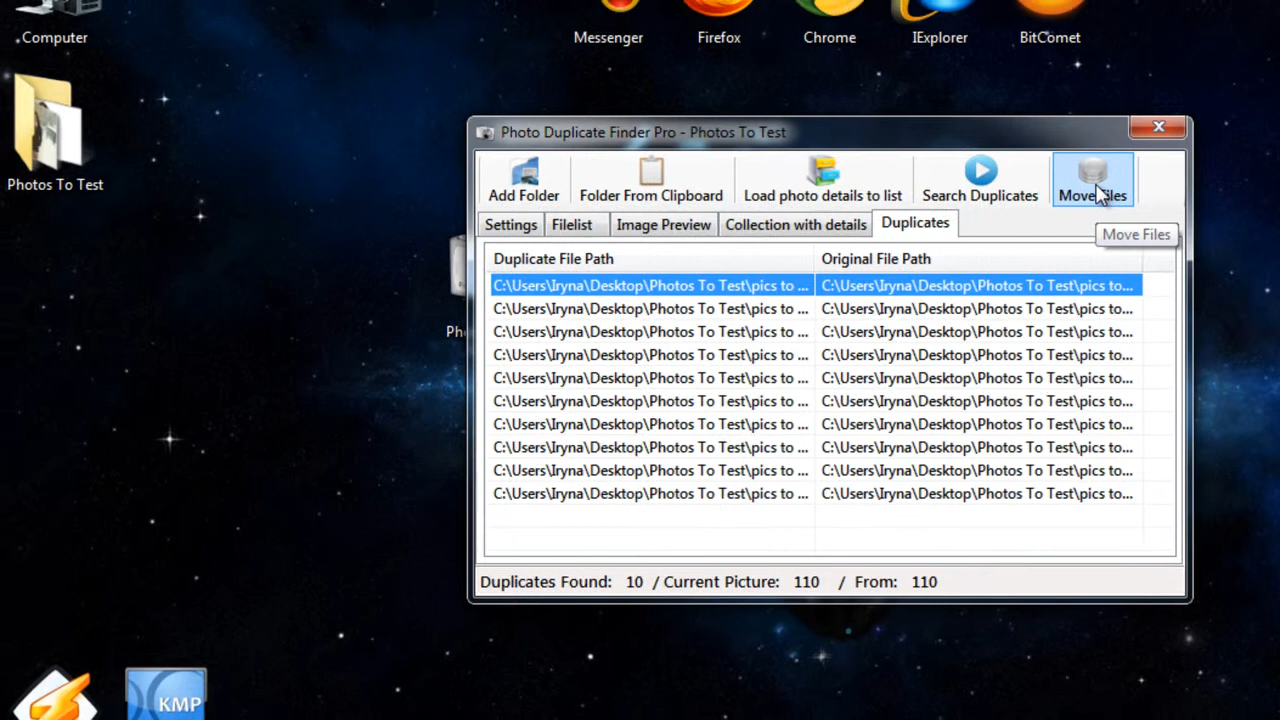 Computer
Messenger
Firefox
Chrome
IExplorer
BitComet
Photos To Test
Photo Duplicate Finder Pro - Photos To Test
Add Folder
Folder From Clipboard
Load photo details to list
Search Duplicates
Move Files
Settings
Filelist
Image Preview
Collection with details
Duplicates
Move Files
Duplicate File Path
Original File Path
C:\Users\Iryna\Desktop\Photos To Test\pics to ... C:\Users\Iryna\Desktop\Photos To Test\pics to...
C:\Users\Iryna\Desktop\Photos To Test\pics to ... C:\Users\Iryna\Desktop\Photos To Test\pics to...
C:\Users\Iryna\Desktop\Photos To Test\pics to ... C:\Users\Iryna\Desktop\Photos To Test\pics to...
C:\Users\Iryna\Desktop\Photos To Test\pics to ... C:\Users\Iryna\Desktop\Photos To Test\pics to...
C:\Users\Iryna\Desktop\Photos To Test\pics to ... C:\Users\Iryna\Desktop\Photos To Test\pics to...
C:\Users\Iryna\Desktop\Photos To Test\pics to ... C:\Users\Iryna\Desktop\Photos To Test\pics to...
C:\Users\Iryna\Desktop\Photos To Test\pics to ... C:\Users\Iryna\Desktop\Photos To Test\pics to...
C:\Users\Iryna\Desktop\Photos To Test\pics to ... C:\Users\Iryna\Desktop\Photos To Test\pics to...
C:\Users\Iryna\Desktop\Photos To Test\pics to ... C:\Users\Iryna\Desktop\Photos To Test\pics to...
C:\Users\Iryna\Desktop\Photos To Test\pics to ... C:\Users\Iryna\Desktop\Photos To Test\pics to...
Duplicates Found: 10 / Current Picture: 110 / From: 110
KMP